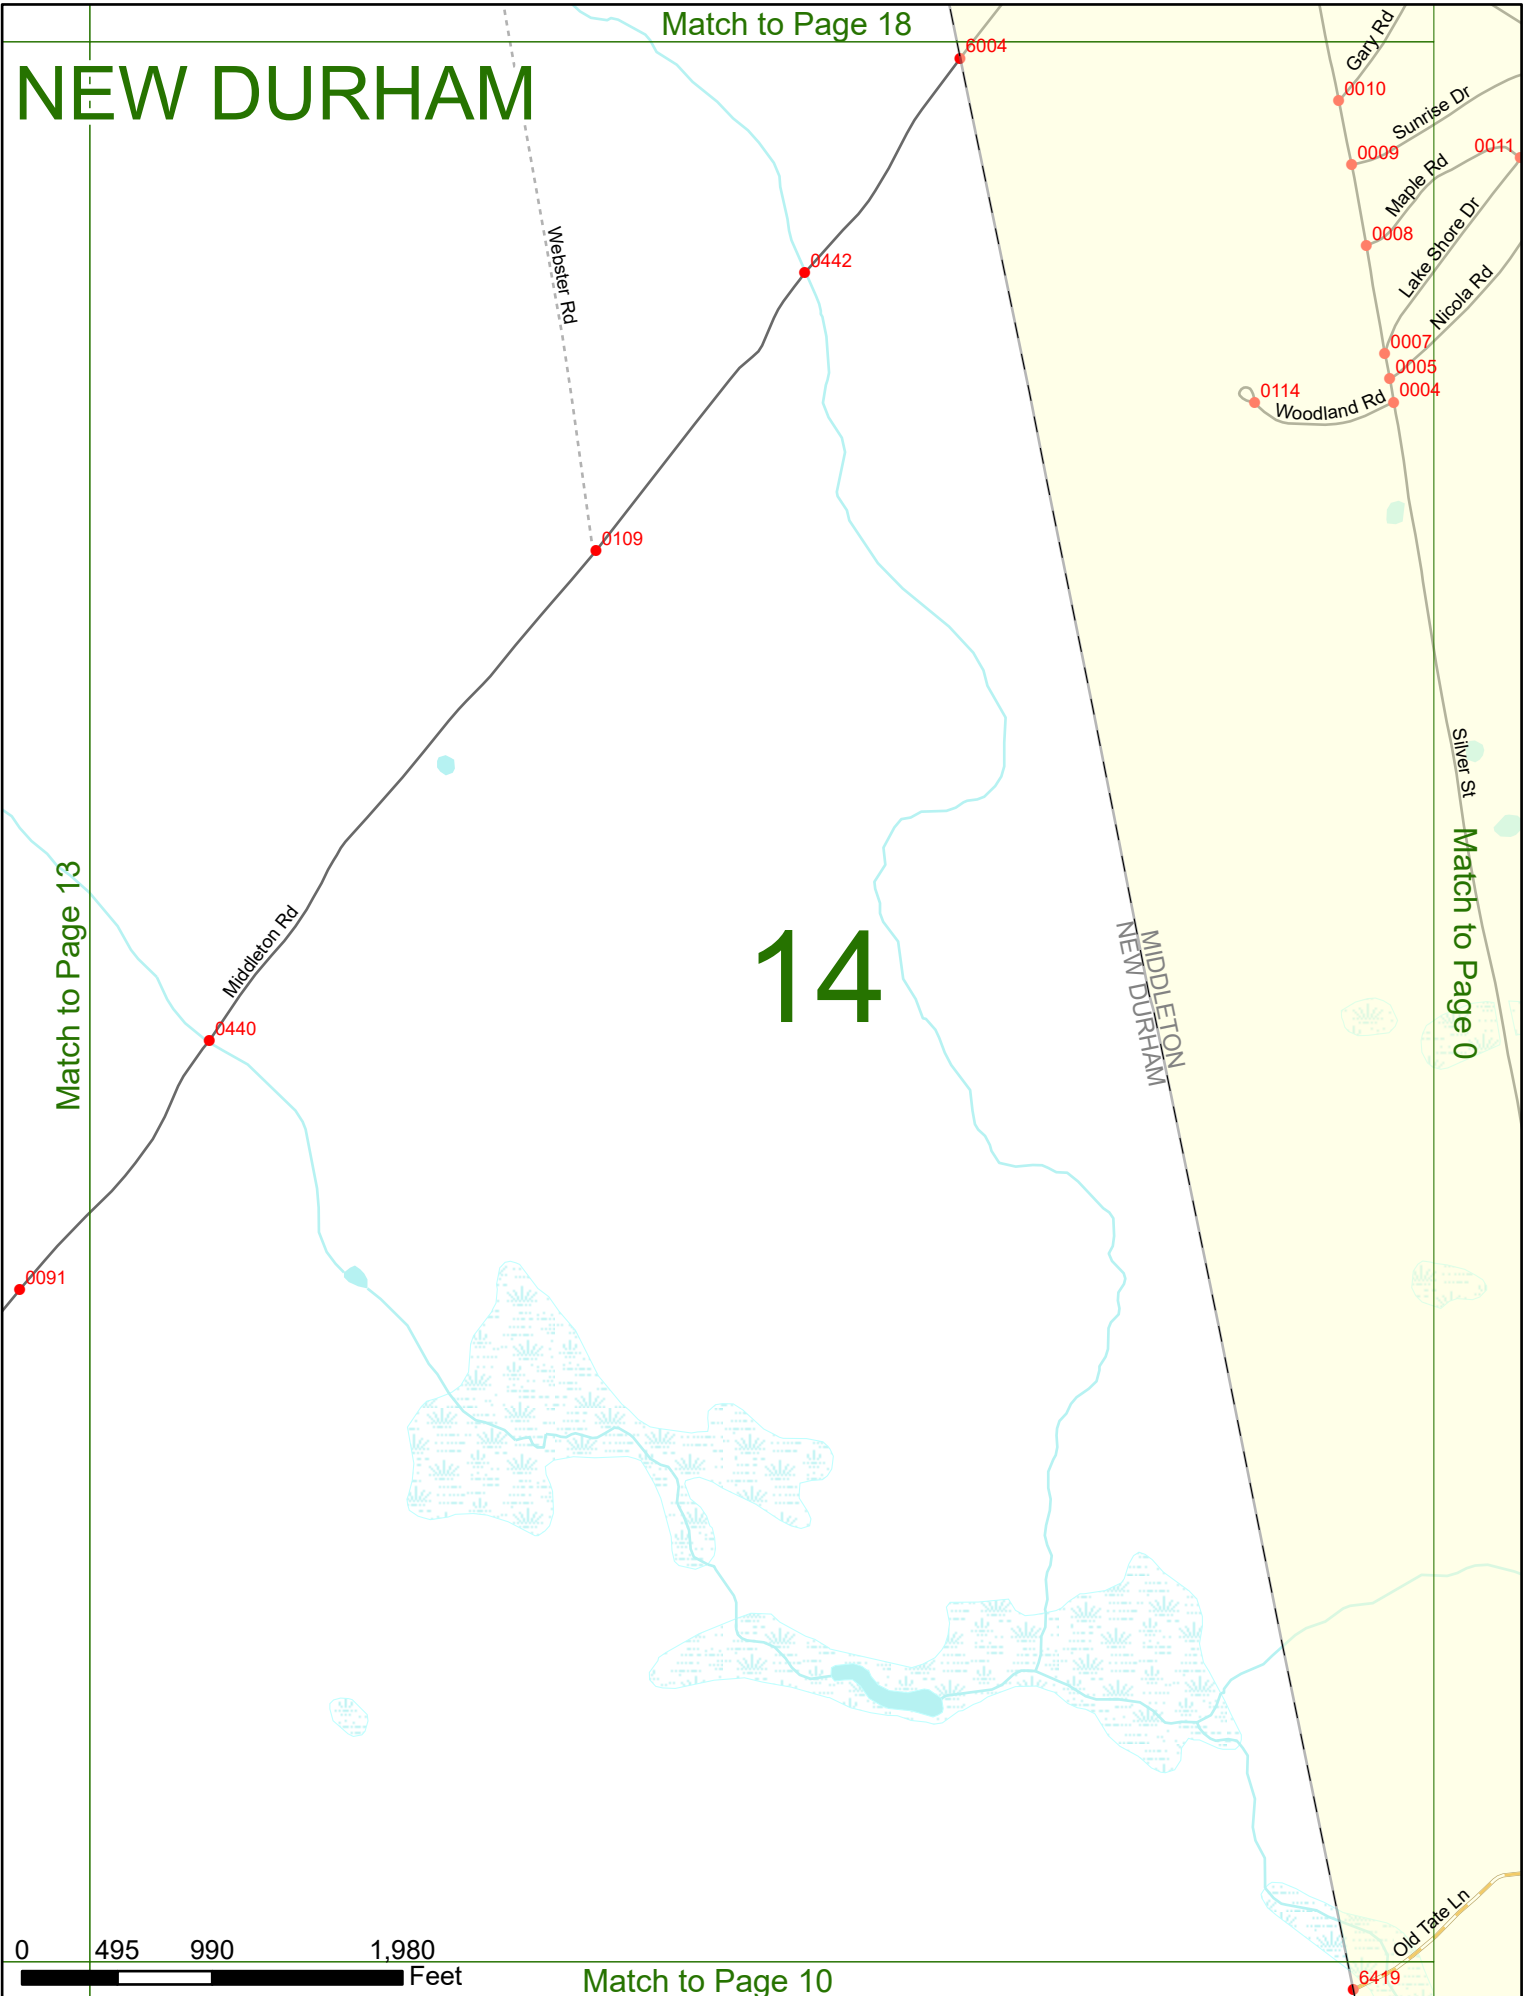 Match to Page 18
NEW DURHAM
6004
Gary Rd
0010
Sunrise Dr
0009
0011
Maple Rd
0008
Lake Shore Dr
Nicola Rd
Webster Rd
0442
0007
0005
0004
0114
Woodland Rd
0109
Silver St
Match to Page 13
Match to Page 0
Middleton Rd
14
MIDDLETON
NEW DURHAM
0440
0091
Old Tate Ln
0 495 990 1,980
Feet
Match to Page 10
6419